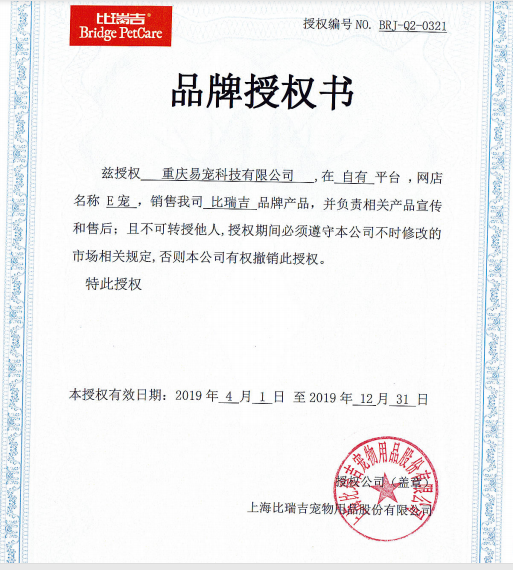 比瑞吉®
Bridge PetCare
授权编号 NO. BRJ-Q2-0321
品牌授权书
兹授权 重庆易宠科技有限公司 ,在 自有 平台 ,网店
名称 E宠 ,销售我司 比瑞吉 品牌产品，并负责相关产品宣传
和售后；且不可转授他人,授权期间必须遵守本公司不时修改的
市场相关规定,否则本公司有权撤销此授权。
特此授权
本授权有效日期：2019 年 4 月 1 日 至 2019 年 12 月 31 日
授权公司（盖章
上海比瑞吉宠物用品股份有限公司
上海比瑞吉宠物用品股份有限公司